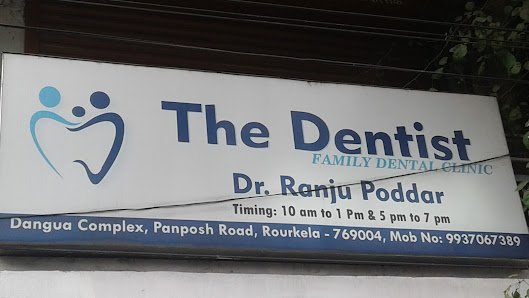 The Dentist
FAMILY DENTAL CLINIC
Dr. Ranju Poddar
Timing: 10 am to 1 Pm & 5 pm to 7 pm
Dangua Complex, Panposh Road, Rourkela - 769004, Mob No: 9937067389